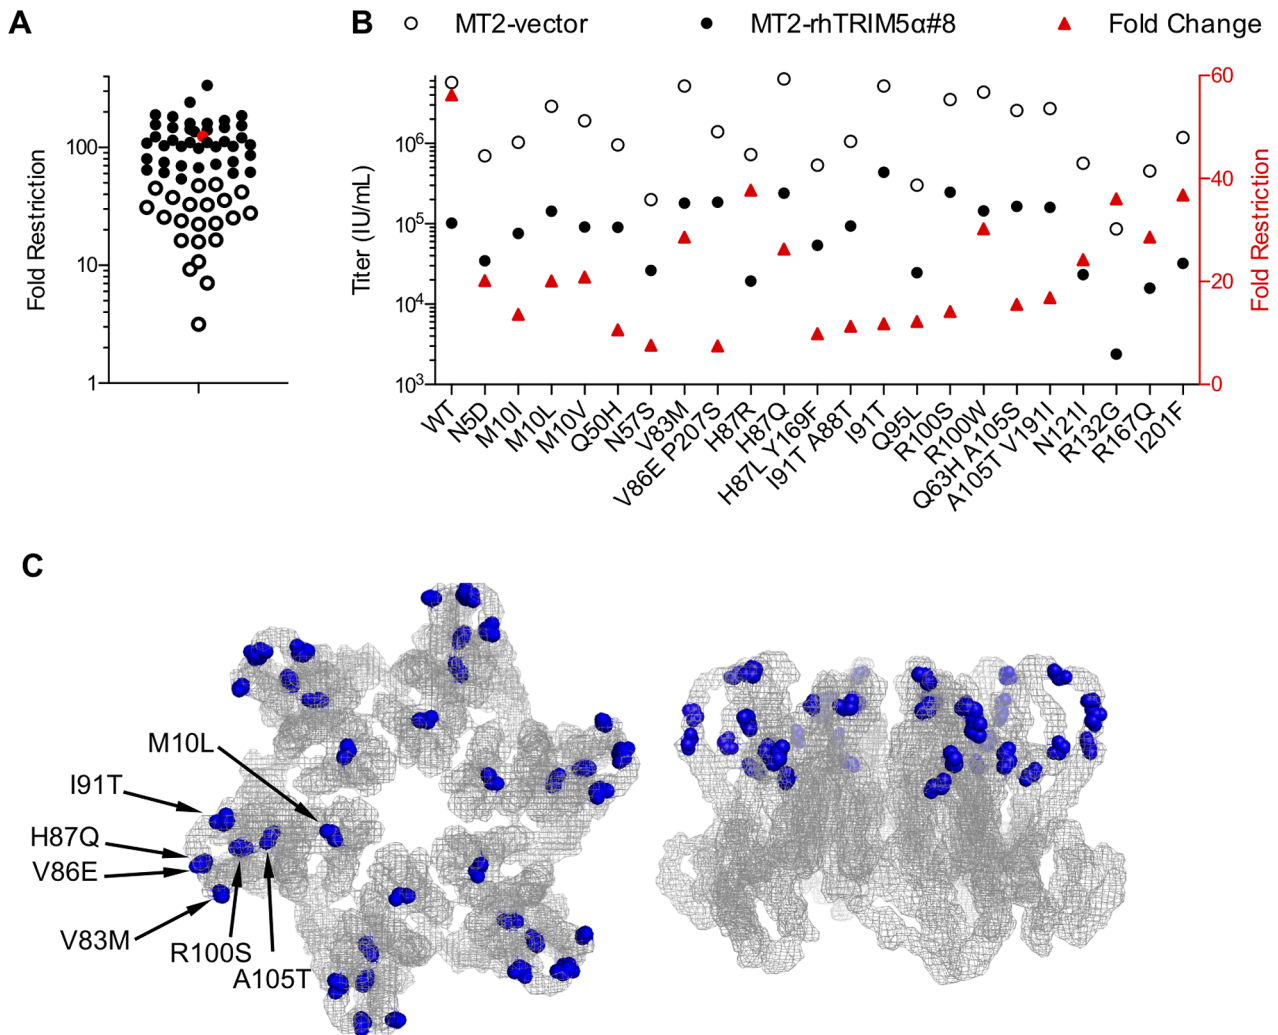 A
B
MT2-vector
MT2-rhTRIM5α#8
Fold Change
Fold Restriction
100
10
1
Titer (IU/mL)
10⁶
10⁵
10⁴
10³
60
40
20
0
Fold Restriction
WT
N5D
M10I
M10L
M10V
Q50H
N57S
V83M
V86E P207S
H87R
H87Q
H87L Y169F
I91T A88T
I91T
Q95L
R100S
R100W
Q63H A105S
A105T V191I
N121I
R132G
R167Q
I201F
C
M10L
I91T
H87Q
V86E
V83M
R100S
A105T